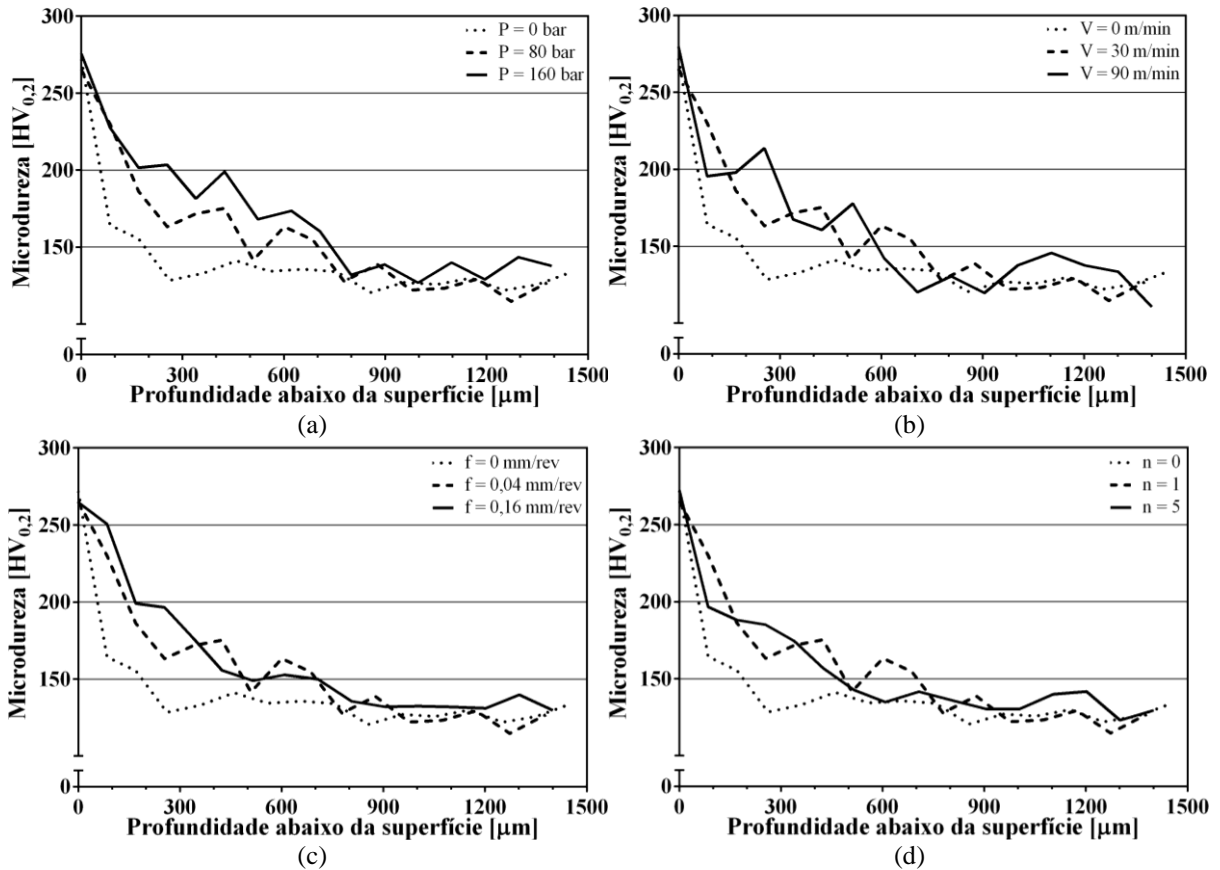 300
250
200
150
0
Microdureza [HV0,2]
P = 0 bar
P = 80 bar
P = 160 bar
0 300 600 900 1200 1500
Profundidade abaixo da superfície [μm]
(a)
300
250
200
150
0
Microdureza [HV0,2]
V = 0 m/min
V = 30 m/min
V = 90 m/min
0 300 600 900 1200 1500
Profundidade abaixo da superfície [μm]
(b)
300
250
200
150
0
Microdureza [HV0,2]
f = 0 mm/rev
f = 0,04 mm/rev
f = 0,16 mm/rev
0 300 600 900 1200 1500
Profundidade abaixo da superfície [μm]
(c)
300
250
200
150
0
Microdureza [HV0,2]
n = 0
n = 1
n = 5
0 300 600 900 1200 1500
Profundidade abaixo da superfície [μm]
(d)